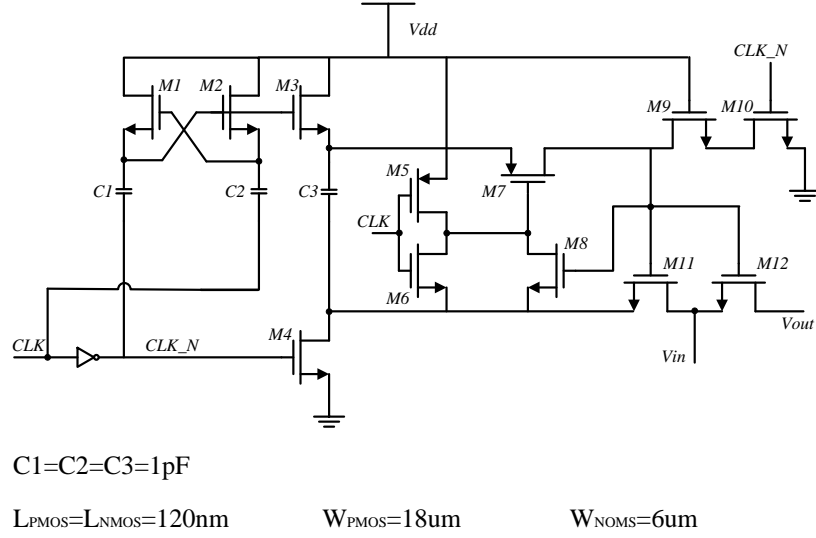 Vdd
CLK_N
M1
M2
M3
M9
M10
C1
C2
C3
M5
M7
CLK
M8
M6
M11
M12
M4
Vout
CLK
CLK_N
Vin
C1=C2=C3=1pF
LPMOS=LNMOS=120nm WPMOS=18um WNOMS=6um